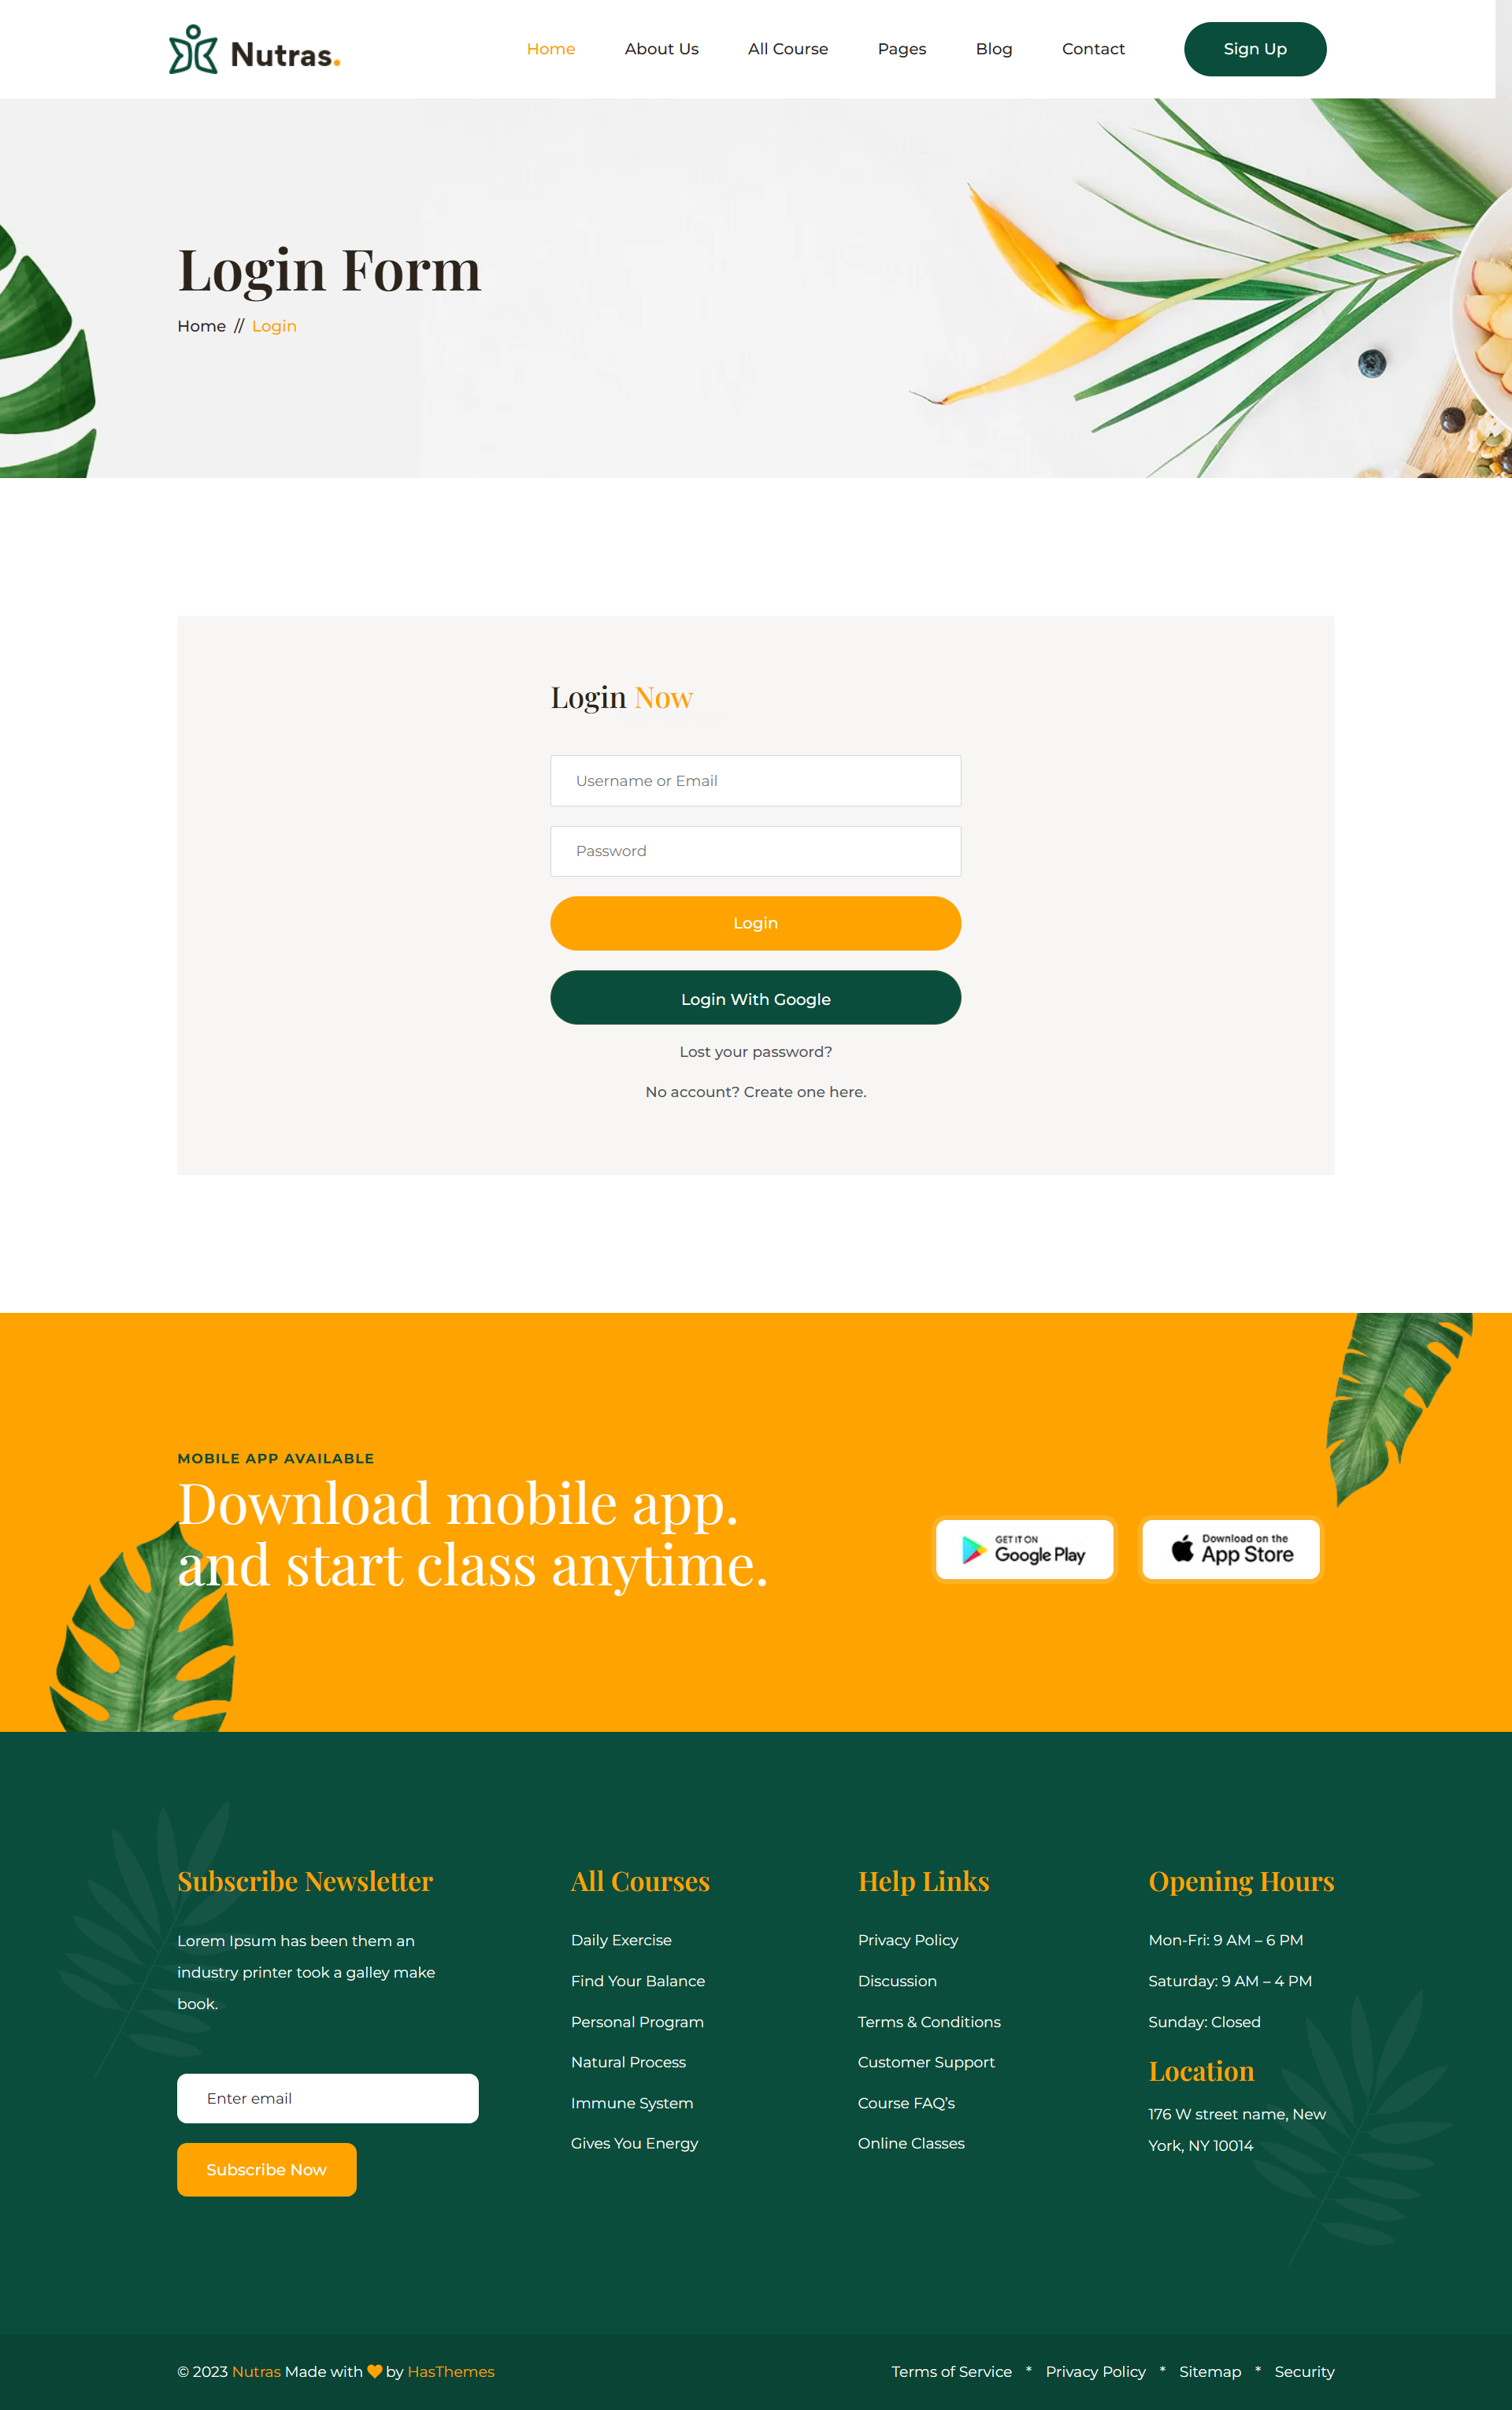 Nutras.
Home About Us All Course Pages Blog Contact Sign Up
Login Form
Home // Login
Login Now
Username or Email
Password
Login
Login With Google
Lost your password?
No account? Create one here.
MOBILE APP AVAILABLE
Download mobile app.
and start class anytime.
GET IT ON
Google Play
Download on the
App Store
Subscribe Newsletter
Lorem Ipsum has been them an
industry printer took a galley make
book.
Enter email
Subscribe Now
All Courses
Daily Exercise
Find Your Balance
Personal Program
Natural Process
Immune System
Gives You Energy
Help Links
Privacy Policy
Discussion
Terms & Conditions
Customer Support
Course FAQ’s
Online Classes
Opening Hours
Mon-Fri: 9 AM – 6 PM
Saturday: 9 AM – 4 PM
Sunday: Closed
Location
176 W street name, New
York, NY 10014
© 2023 Nutras Made with by HasThemes
Terms of Service * Privacy Policy * Sitemap * Security